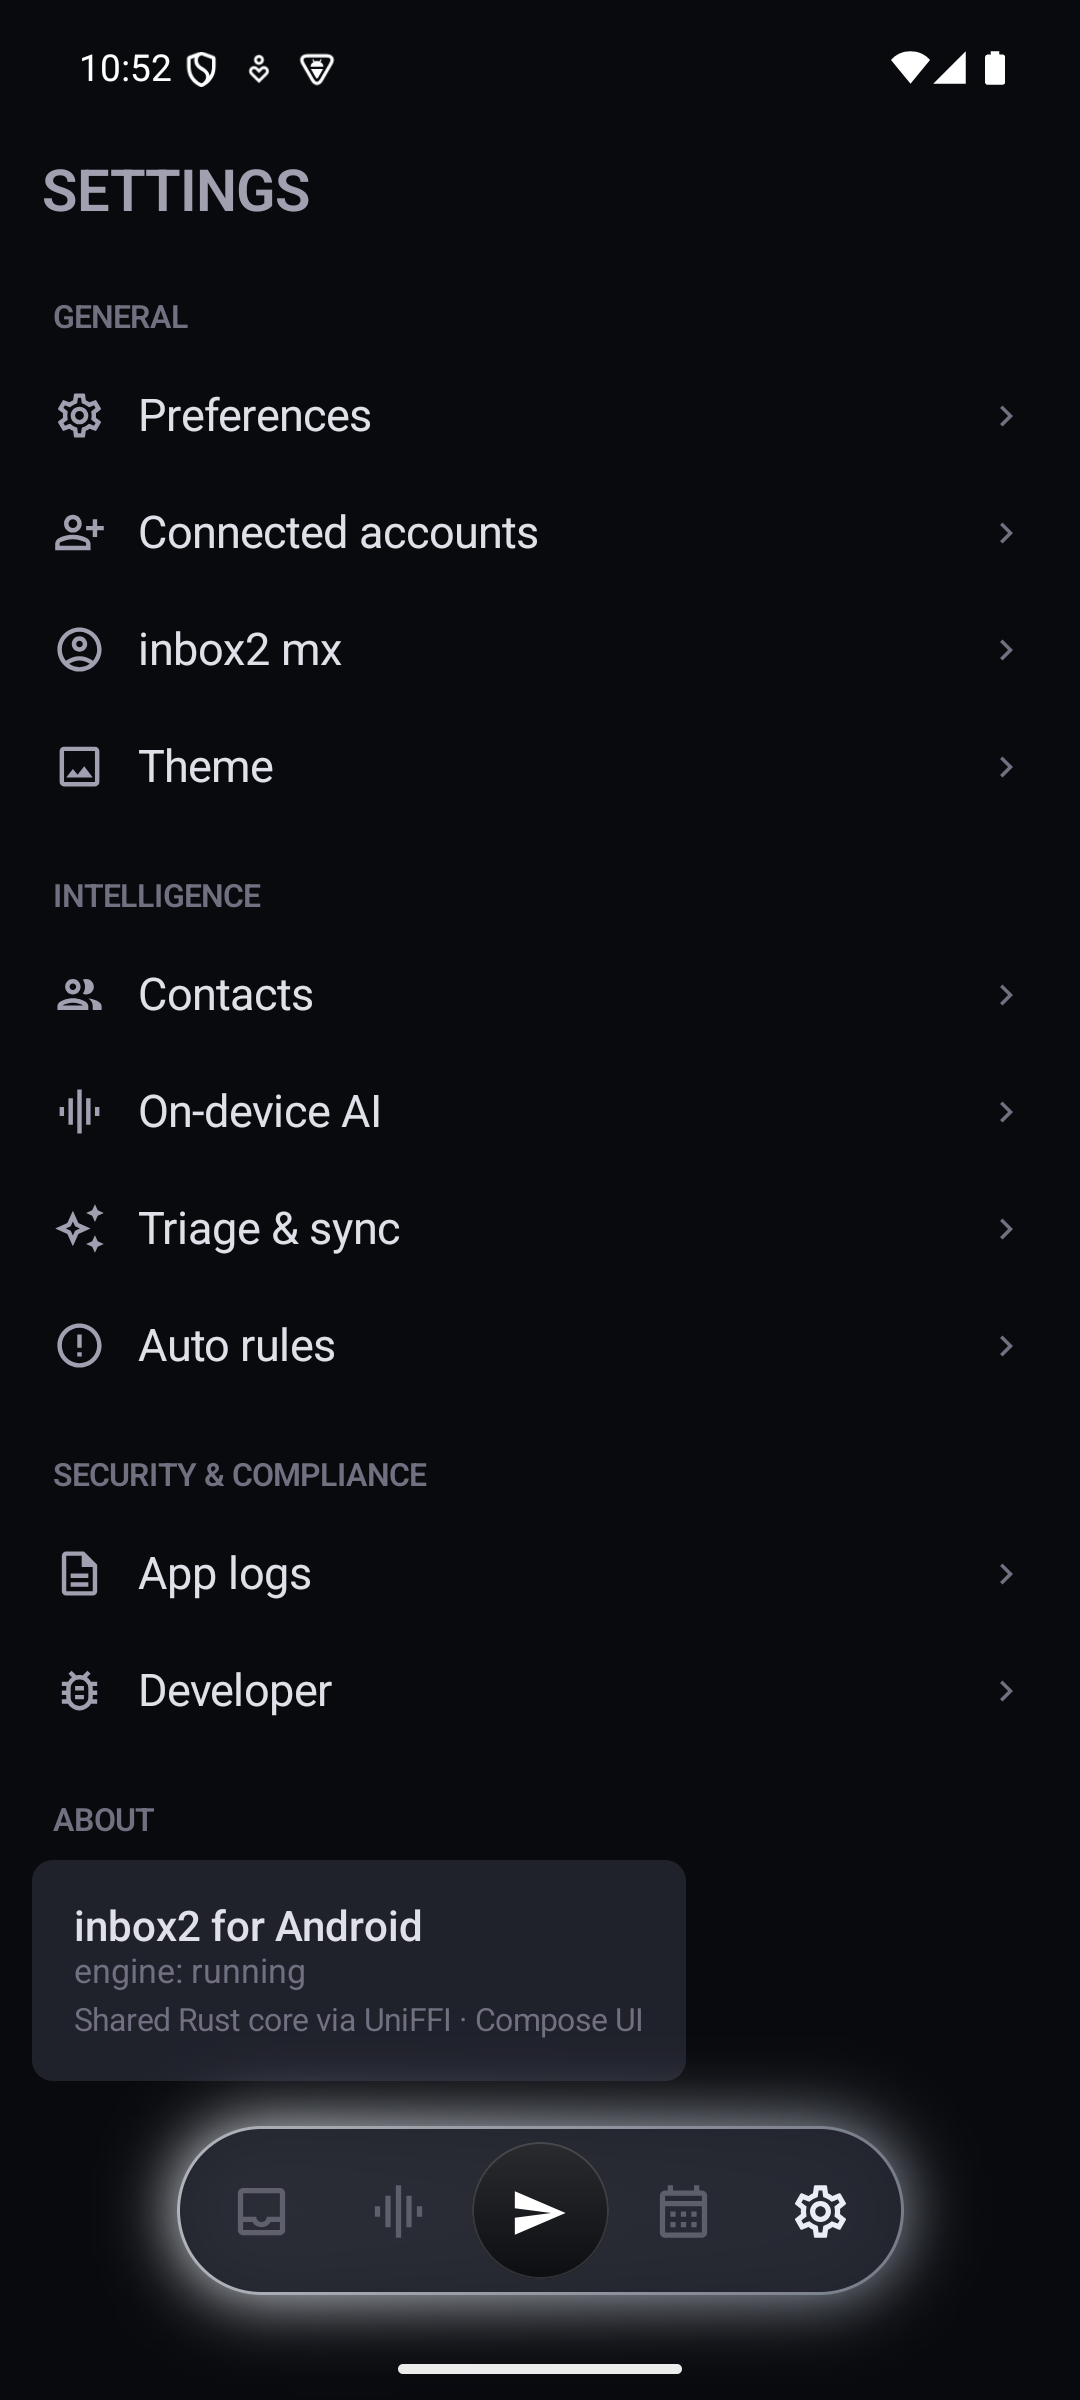 10:52
SETTINGS
GENERAL
Preferences
Connected accounts
inbox2 mx
Theme
INTELLIGENCE
Contacts
On-device AI
Triage & sync
Auto rules
SECURITY & COMPLIANCE
App logs
Developer
ABOUT
inbox2 for Android
engine: running
Shared Rust core via UniFFI · Compose UI